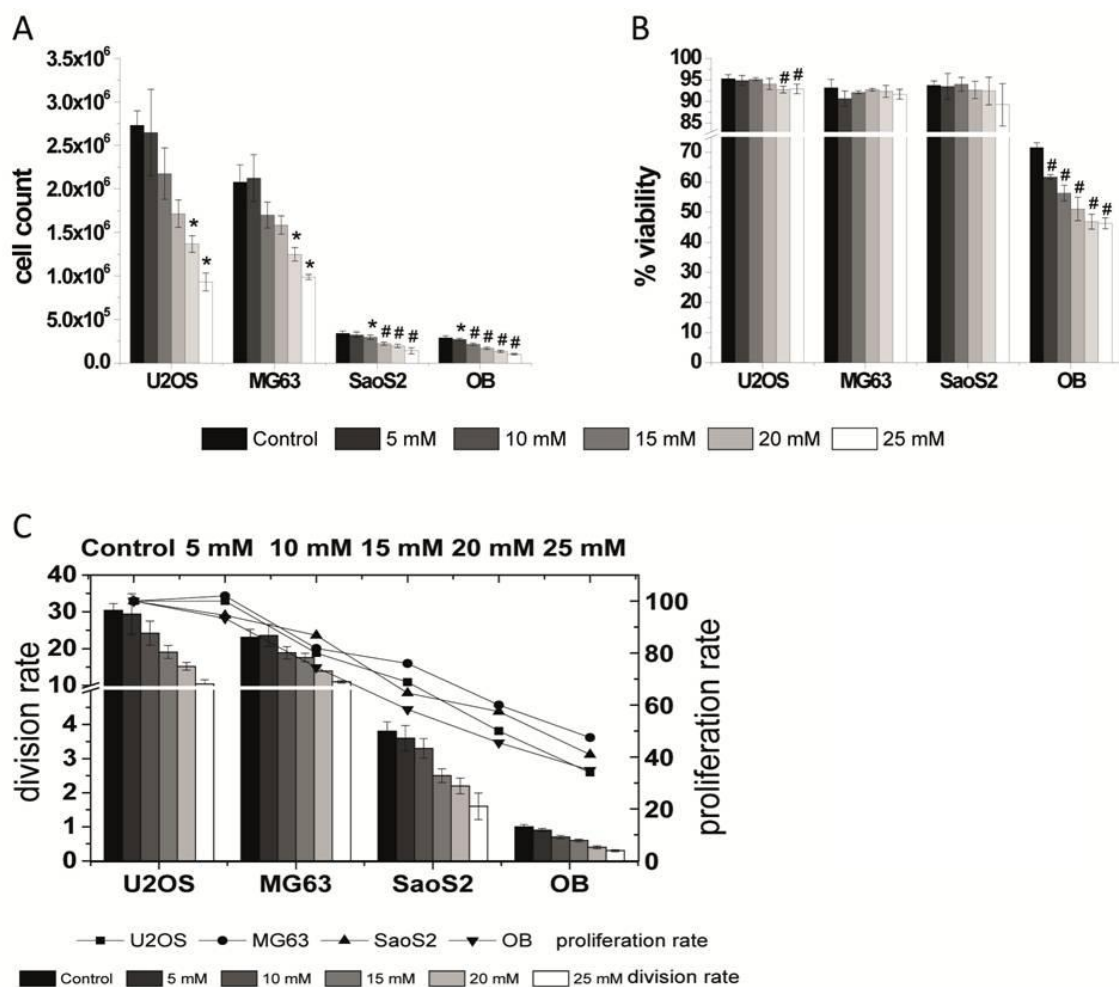 A
3.5x10⁶
3.0x10⁶
2.5x10⁶
2.0x10⁶
1.5x10⁶
1.0x10⁶
5.0x10⁵
0.0
cell count
* * * * * # # # * # # # #
U2OS MG63 SaoS2 OB
B
100
95
90
85
70
60
50
40
30
20
10
0
% viability
# # # # # # #
U2OS MG63 SaoS2 OB
Control 5 mM 10 mM 15 mM 20 mM 25 mM
C
Control 5 mM 10 mM 15 mM 20 mM 25 mM
40
30
20
10
4
3
2
1
0
division rate
100
80
60
40
20
0
proliferation rate
U2OS MG63 SaoS2 OB
U2OS MG63 SaoS2 OB proliferation rate
Control 5 mM 10 mM 15 mM 20 mM 25 mM division rate